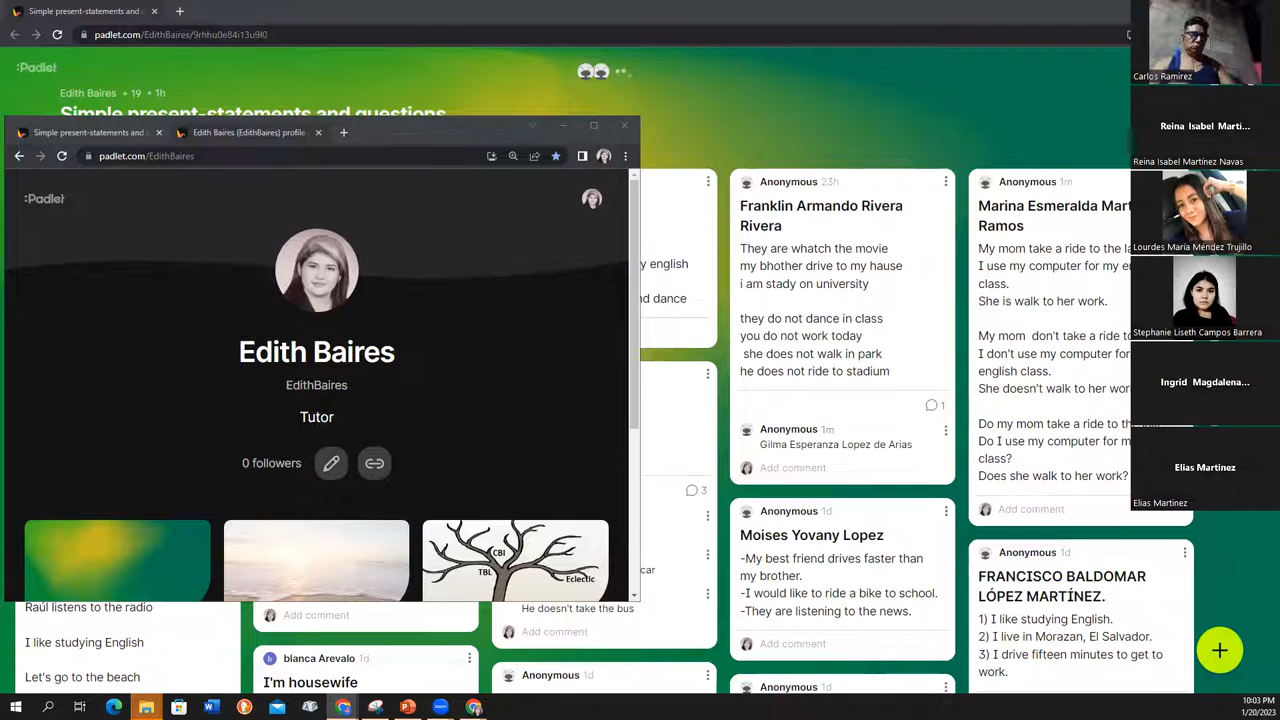 Simple present-statements and
padlet.com/EdithBaires/9rhhu0e84i13u9l0
:Padlet
Edith Baires + 19 • 1h
Simple present-statements and questions
Simple present-statements and
Edith Baires (EdithBaires) profile
padlet.com/EdithBaires
:Padlet
Edith Baires
EdithBaires
Tutor
0 followers
CBI
TBL
Eclectic
Raúl listens to the radio
I like studying English
Let's go to the beach
Add comment
blanca Arevalo 1d
I'm housewife
y english
nd dance
3
car
He doesn't take the bus
Add comment
Anonymous 1d
Anonymous 23h
Franklin Armando Rivera
Rivera
They are whatch the movie
my bhother drive to my hause
i am stady on university
they do not dance in class
you do not work today
she does not walk in park
he does not ride to stadium
1
Anonymous 1m
Gilma Esperanza Lopez de Arias
Add comment
Anonymous 1d
Moises Yovany Lopez
-My best friend drives faster than
my brother.
-I would like to ride a bike to school.
-They are listening to the news.
Add comment
Anonymous 1d
Anonymous 1m
Marina Esmeralda Mart
Ramos
My mom take a ride to the la
I use my computer for my en
class.
She is walk to her work.
My mom don't take a ride to
I don't use my computer for
english class.
She doesn't walk to her wor
Do my mom take a ride to th
Do I use my computer for m
class?
Does she walk to her work?
Add comment
Anonymous 1d
FRANCISCO BALDOMAR
LÓPEZ MARTÍNEZ.
1) I like studying English.
2) I live in Morazan, El Salvador.
3) I drive fifteen minutes to get to
work.
Carlos Ramirez
Reina Isabel Marti...
Reina Isabel Martínez Navas
Lourdes María Méndez Trujillo
Stephanie Liseth Campos Barrera
Ingrid Magdalena...
Elias Martinez
Elias Martinez
10:03 PM
1/20/2023